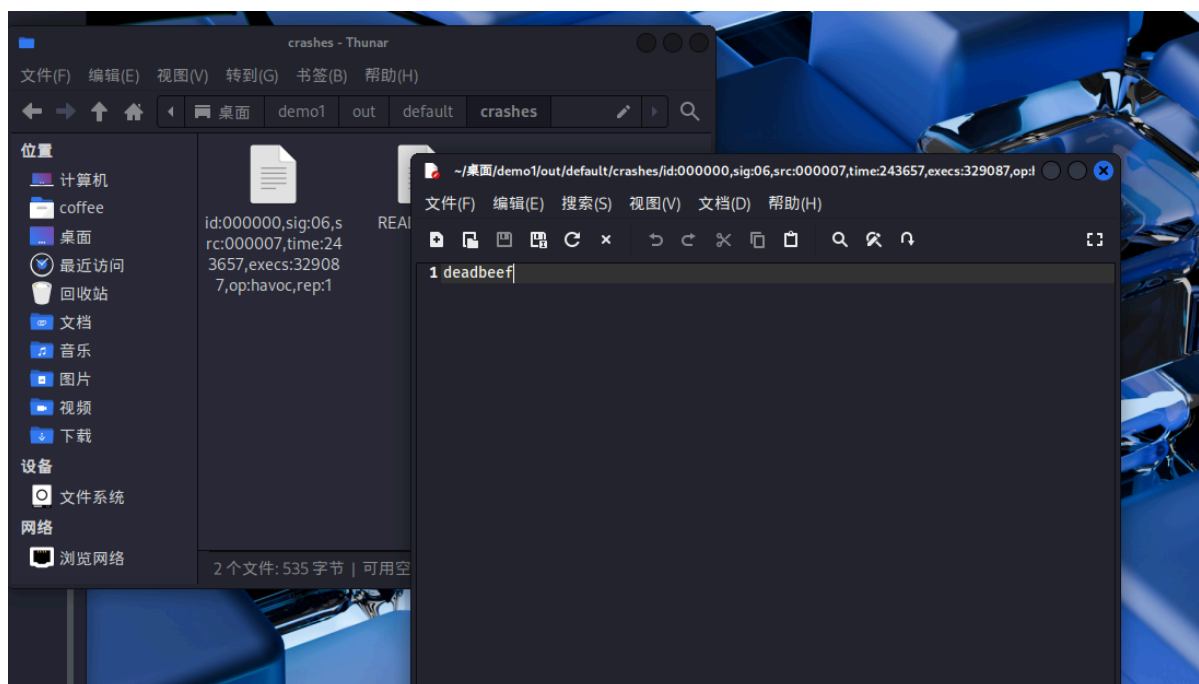 crashes - Thunar
文件(F) 编辑(E) 视图(V) 转到(G) 书签(B) 帮助(H)
桌面 demo1 out default crashes
位置
计算机
coffee
桌面
最近访问
回收站
文档
音乐
图片
视频
下载
设备
文件系统
网络
浏览网络
id:000000,sig:06,s
rc:000007,time:24
3657,execs:32908
7,op:havoc,rep:1
REA
2 个文件: 535 字节 | 可用空
~/桌面/demo1/out/default/crashes/id:000000,sig:06,src:000007,time:243657,execs:329087,op:h
文件(F) 编辑(E) 搜索(S) 视图(V) 文档(D) 帮助(H)
1 deadbeef